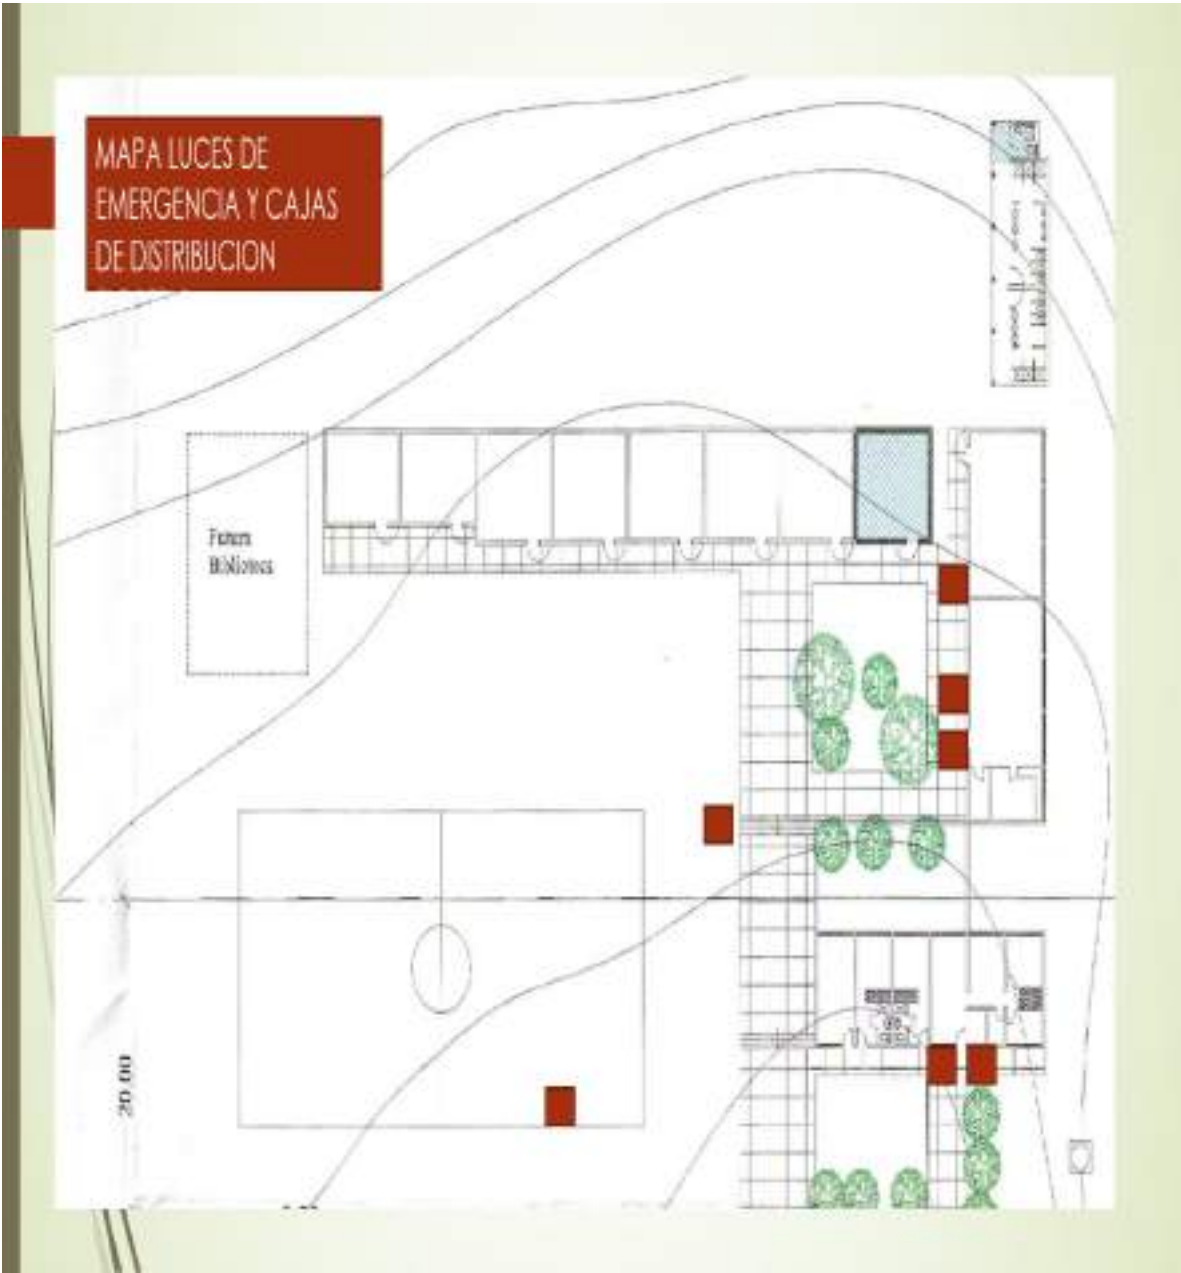 MAPA LUCES DE
EMERGENCIA Y CAJAS
DE DISTRIBUCION
Futura
Biblioteca
20.00